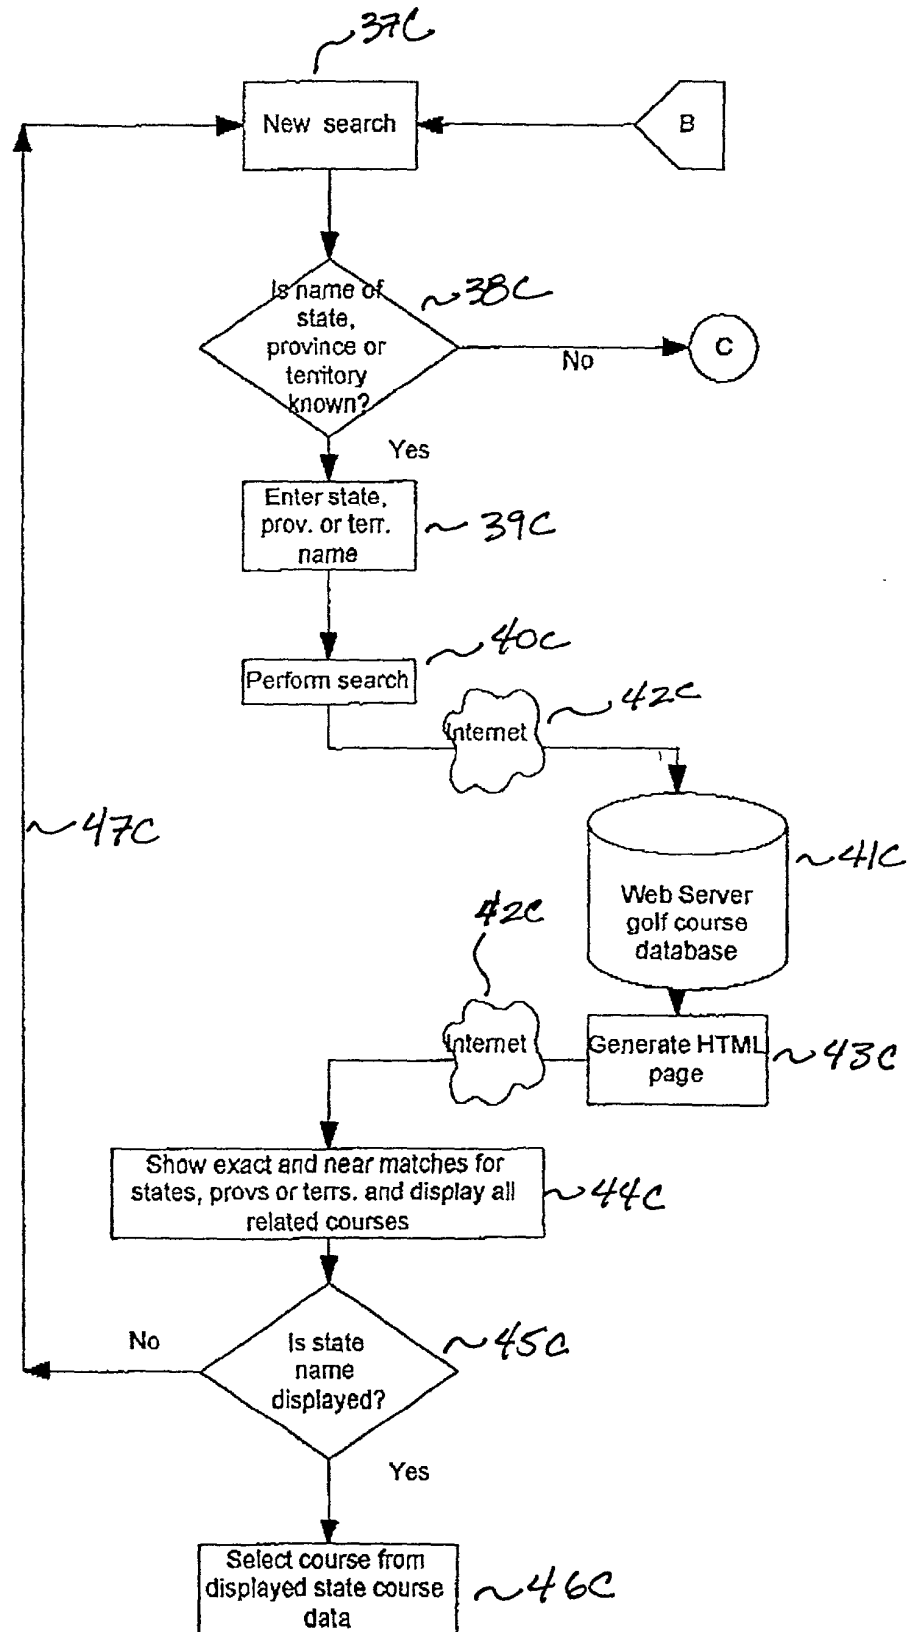 37C
New search
B
Is name of
state,
province or
territory
known?
38C
No
C
Yes
Enter state,
prov. or terr.
name
39C
40C
Perform search
42C
Internet
47C
41C
Web Server
golf course
database
42C
Internet
Generate HTML
page
43C
Show exact and near matches for
states, provs or terrs. and display all
related courses
44C
No
Is state
name
displayed?
45C
Yes
Select course from
displayed state course
data
46C